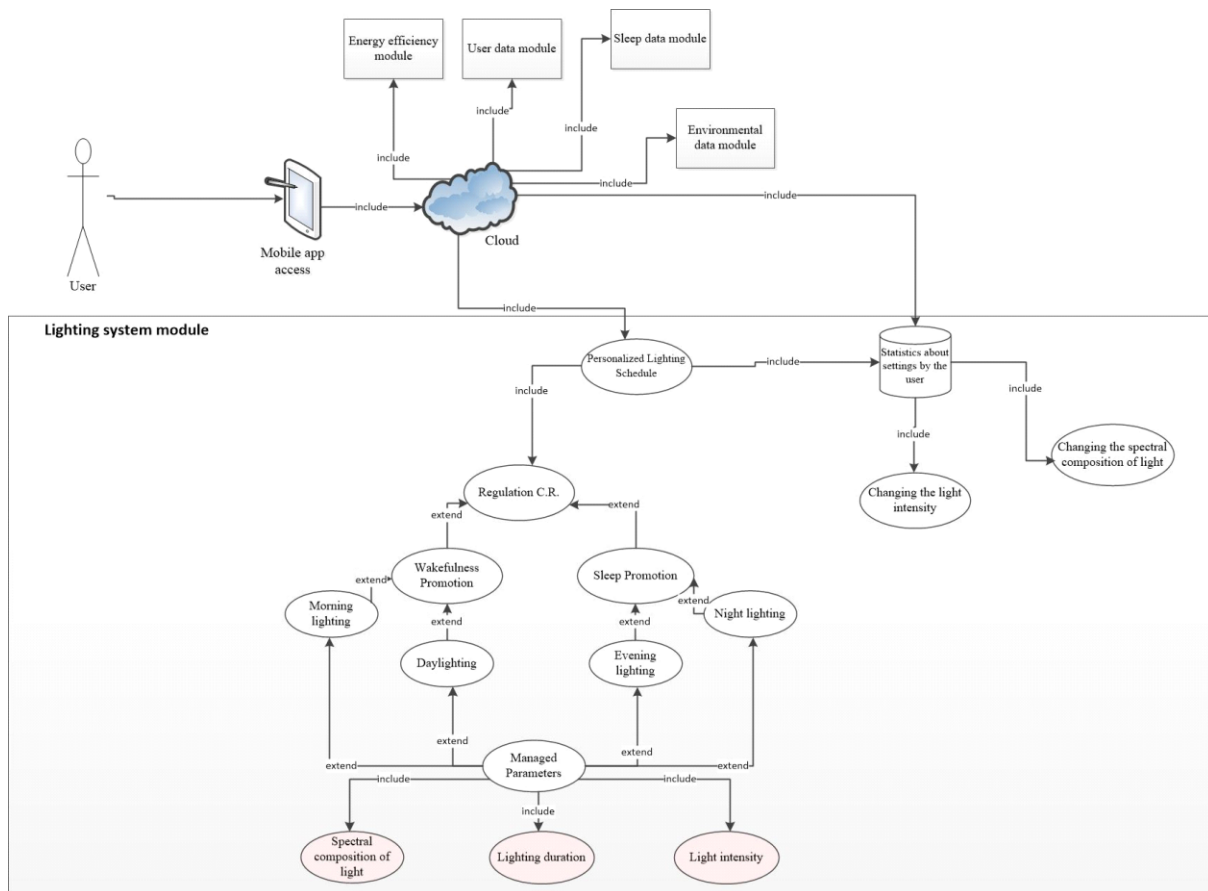 Energy efficiency
module
User data module
Sleep data module
Environmental
data module
include
include
include
include
include
User
Mobile app
access
Cloud
include
Lighting system module
Personalized Lighting
Schedule
include
Statistics about
settings by the
user
include
include
include
Changing the spectral
composition of light
Changing the light
intensity
Regulation C.R.
extend
extend
Wakefulness
Promotion
Sleep Promotion
extend
extend
Morning
lighting
Night lighting
extend
extend
Daylighting
Evening
lighting
extend
extend
extend
extend
Managed
Parameters
include
include
include
Spectral
composition of
light
Lighting duration
Light intensity